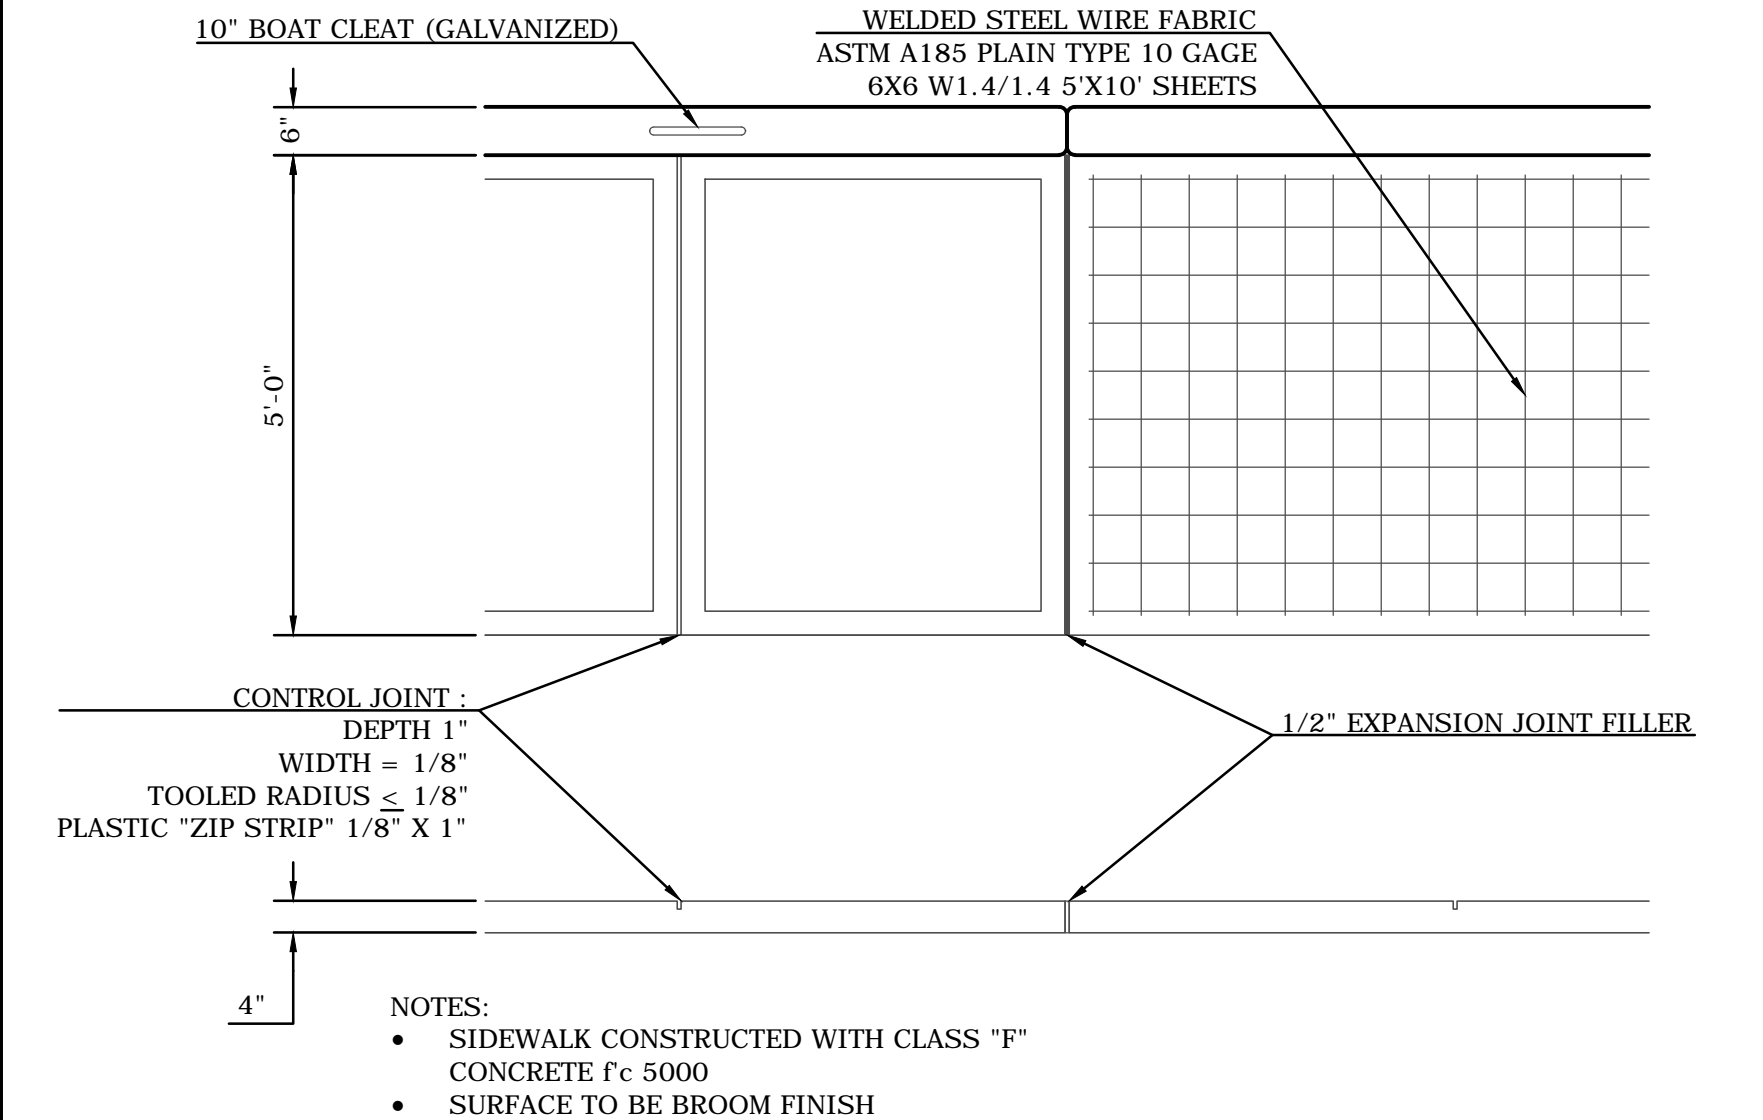 10" BOAT CLEAT (GALVANIZED)
WELDED STEEL WIRE FABRIC
ASTM A185 PLAIN TYPE 10 GAGE
6X6 W1.4/1.4 5'X10' SHEETS
6"
5'-0"
CONTROL JOINT :
DEPTH 1"
WIDTH = 1/8"
TOOLED RADIUS ≤ 1/8"
PLASTIC "ZIP STRIP" 1/8" X 1"
1/2" EXPANSION JOINT FILLER
4"
NOTES:
• SIDEWALK CONSTRUCTED WITH CLASS "F"
CONCRETE f'c 5000
• SURFACE TO BE BROOM FINISH